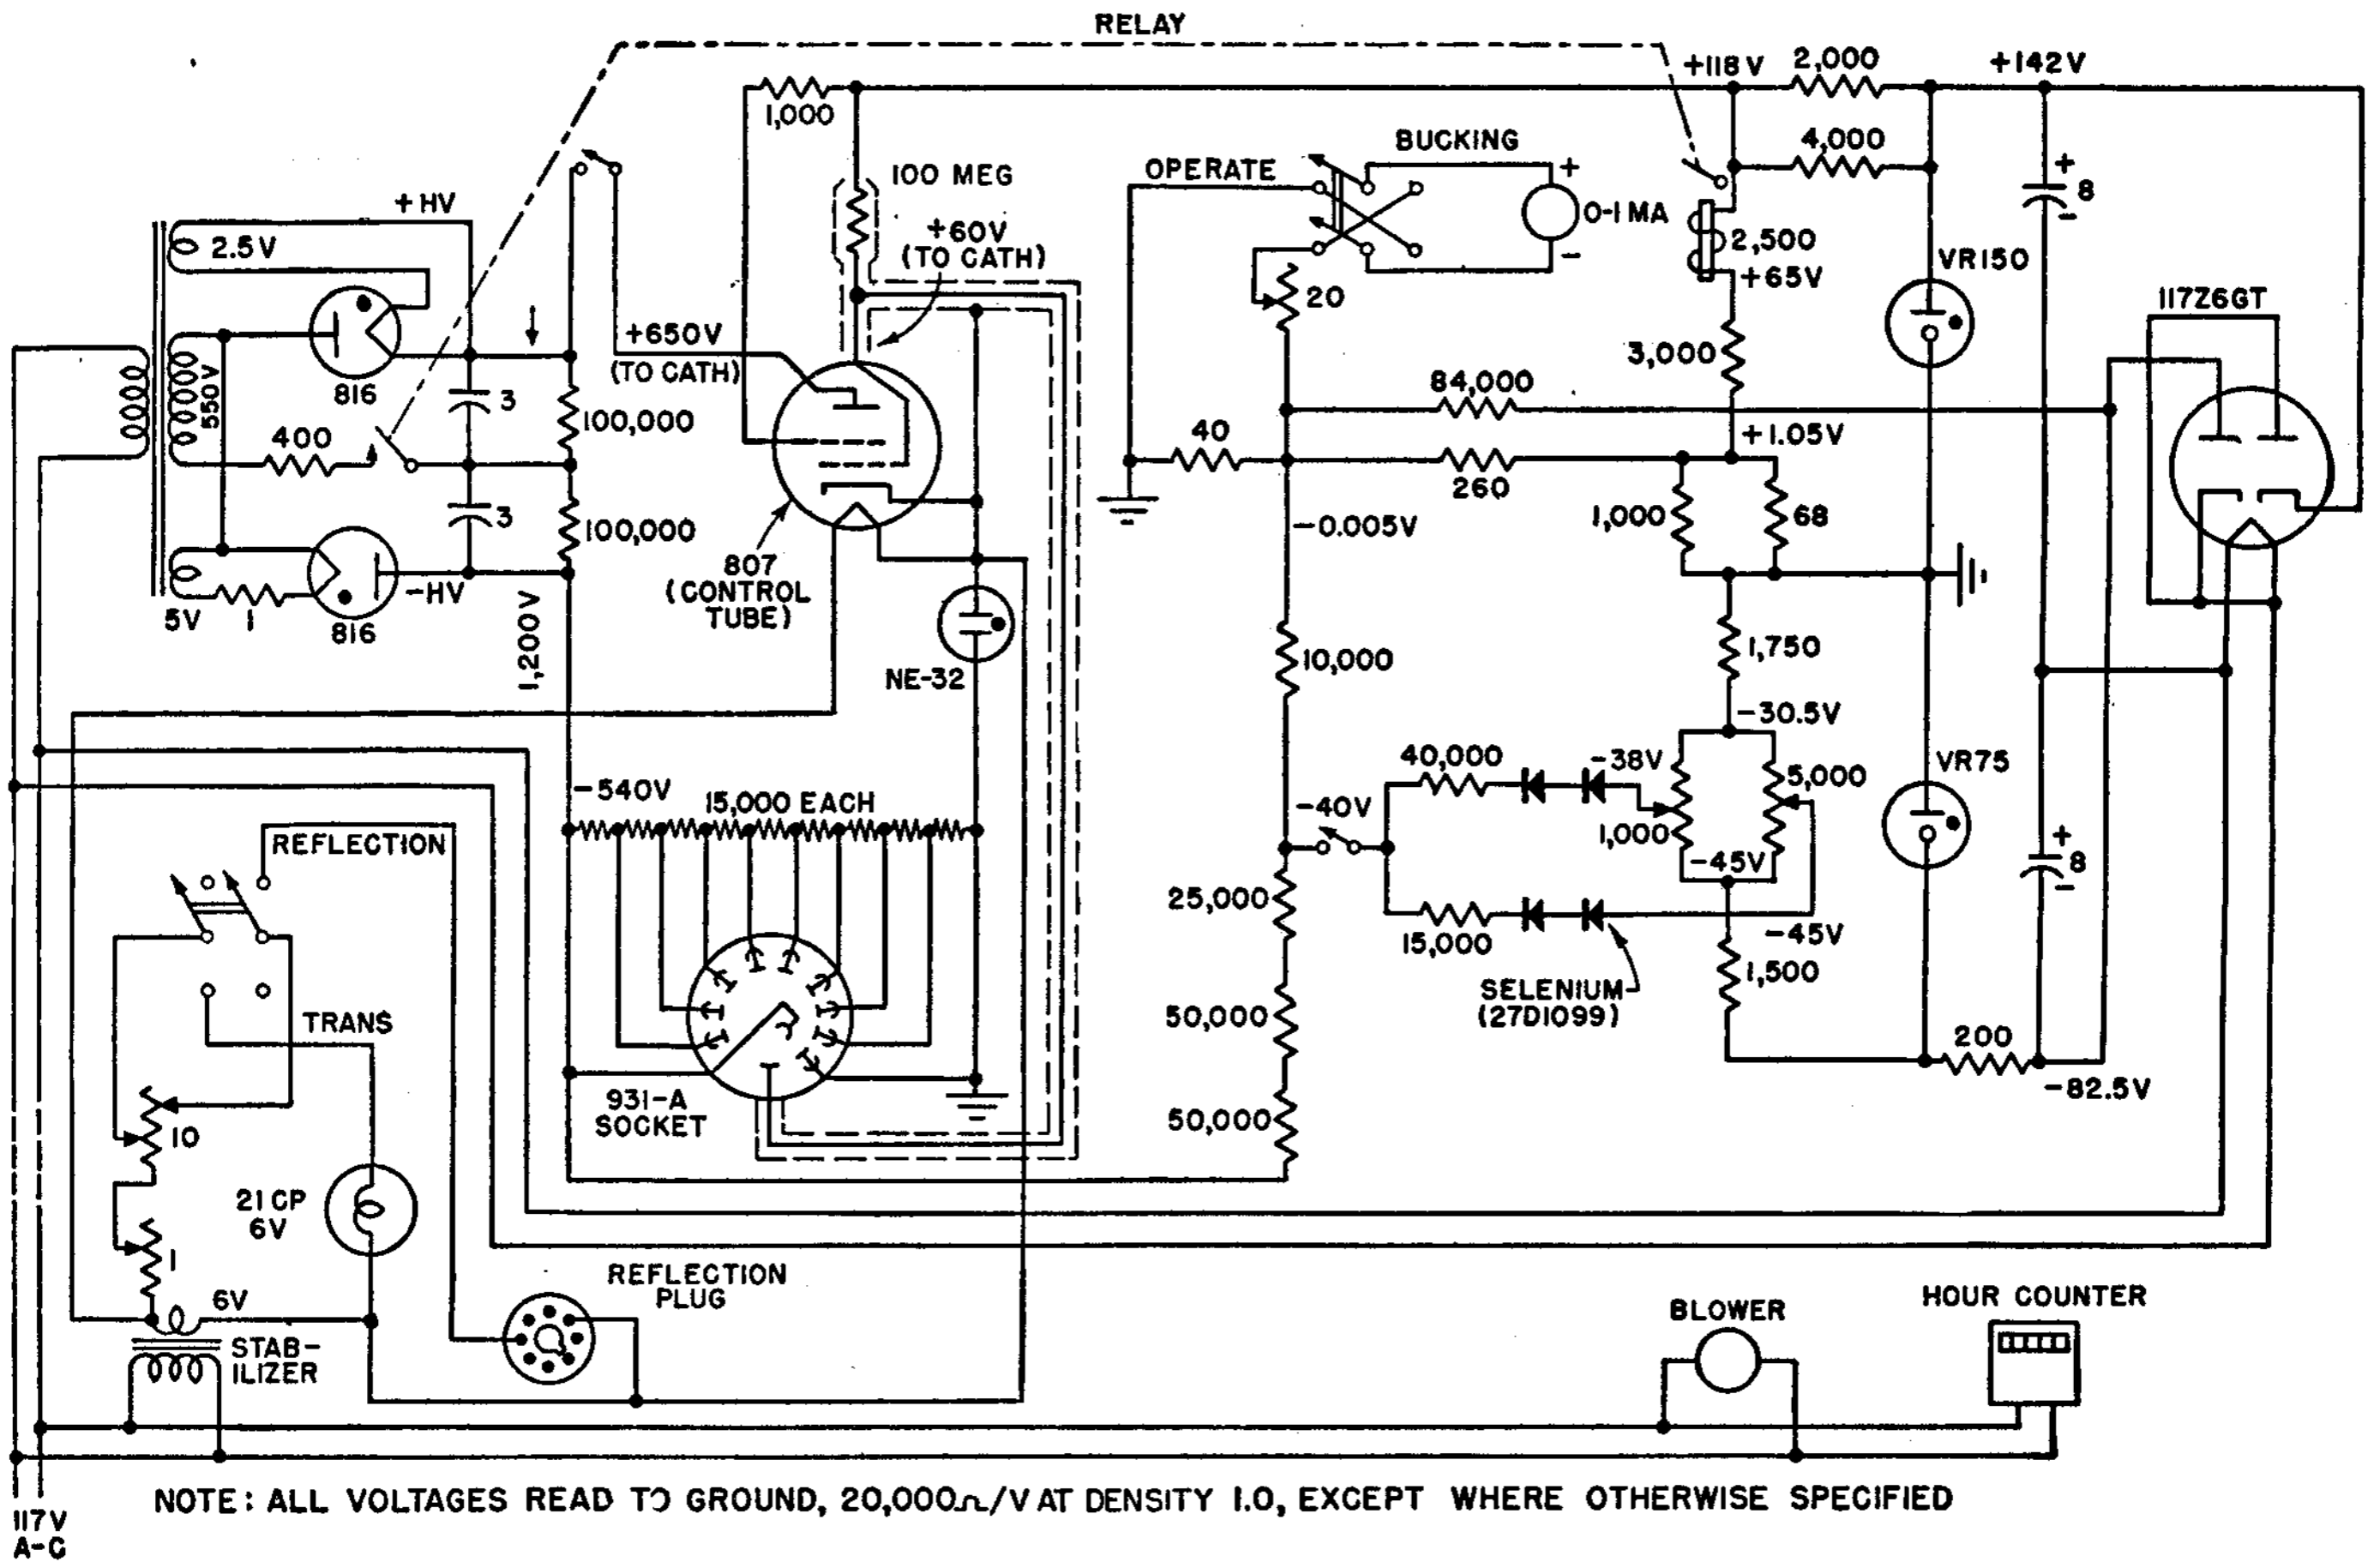 RELAY
+118V
2,000
+142V
1,000
4,000
BUCKING
OPERATE
+
+
8
-
100 MEG
+HV
2.5V
+60V
(TO CATH)
0-1MA
-
20
2,500
+65V
VR150
117Z6GT
+650V
(TO CATH)
550V
816
3
100,000
3,000
84,000
400
40
+1.05V
260
-0.005V
1,000
68
3
100,000
807
(CONTROL
TUBE)
5V
1
816
-HV
1,200V
NE-32
10,000
1,750
-30.5V
-540V
15,000 EACH
40,000
-38V
5,000
VR75
-40V
1,000
-45V
+
8
-
REFLECTION
25,000
15,000
-45V
1,500
SELENIUM
(27D1099)
50,000
200
-82.5V
TRANS
931-A
SOCKET
50,000
10
21CP
6V
1
6V
STAB-
ILIZER
REFLECTION
PLUG
BLOWER
HOUR COUNTER
NOTE: ALL VOLTAGES READ TO GROUND, 20,000Ω/V AT DENSITY 1.0, EXCEPT WHERE OTHERWISE SPECIFIED
117V
A-C